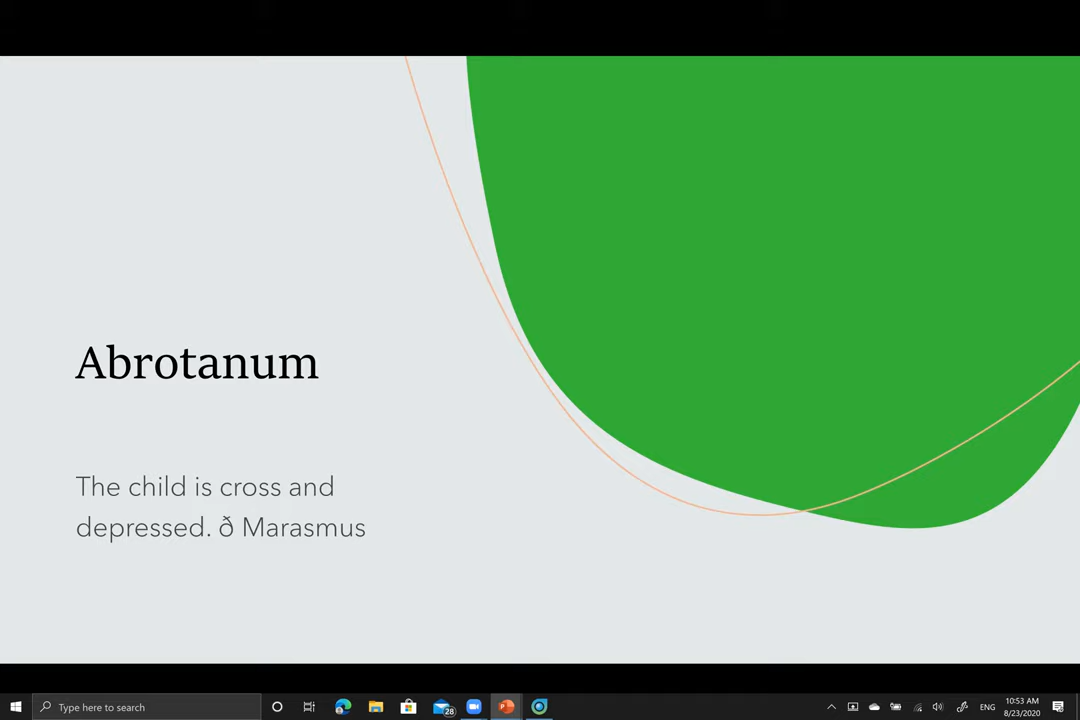 Abrotanum
The child is cross and
depressed. ð Marasmus
Type here to search
28
ENG
10:53 AM
8/23/2020